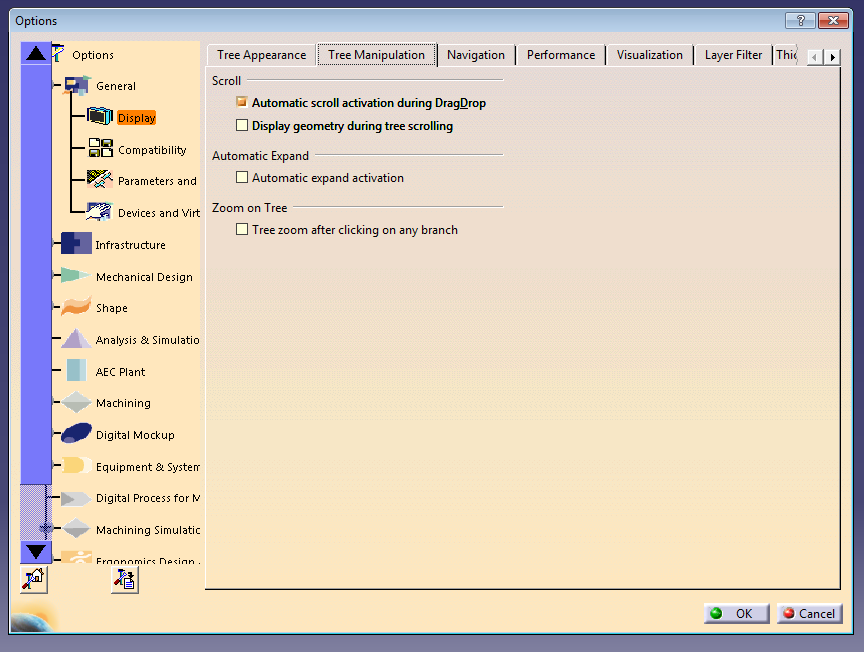 Options
?
Options
General
Display
Compatibility
Parameters and
Devices and Virt
Infrastructure
Mechanical Design
Shape
Analysis & Simulatio
AEC Plant
Machining
Digital Mockup
Equipment & System
Digital Process for M
Machining Simulatic
Ergonomics Design
Tree Appearance
Tree Manipulation
Navigation
Performance
Visualization
Layer Filter
Thic
Scroll
Automatic scroll activation during DragDrop
Display geometry during tree scrolling
Automatic Expand
Automatic expand activation
Zoom on Tree
Tree zoom after clicking on any branch
OK
Cancel